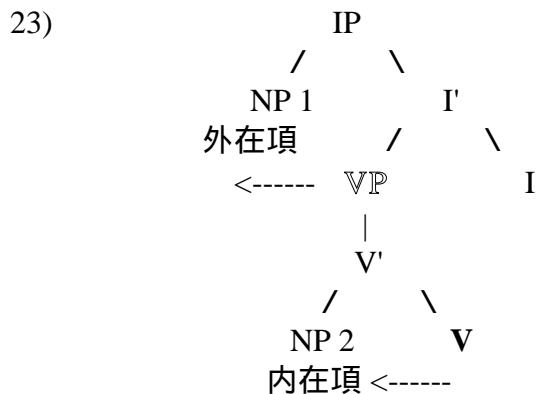 23) IP
/ \
NP 1 I'
外在項 / \
<------ 𝕍ℙ I
|
V'
/ \
NP 2 V
内在項 <------